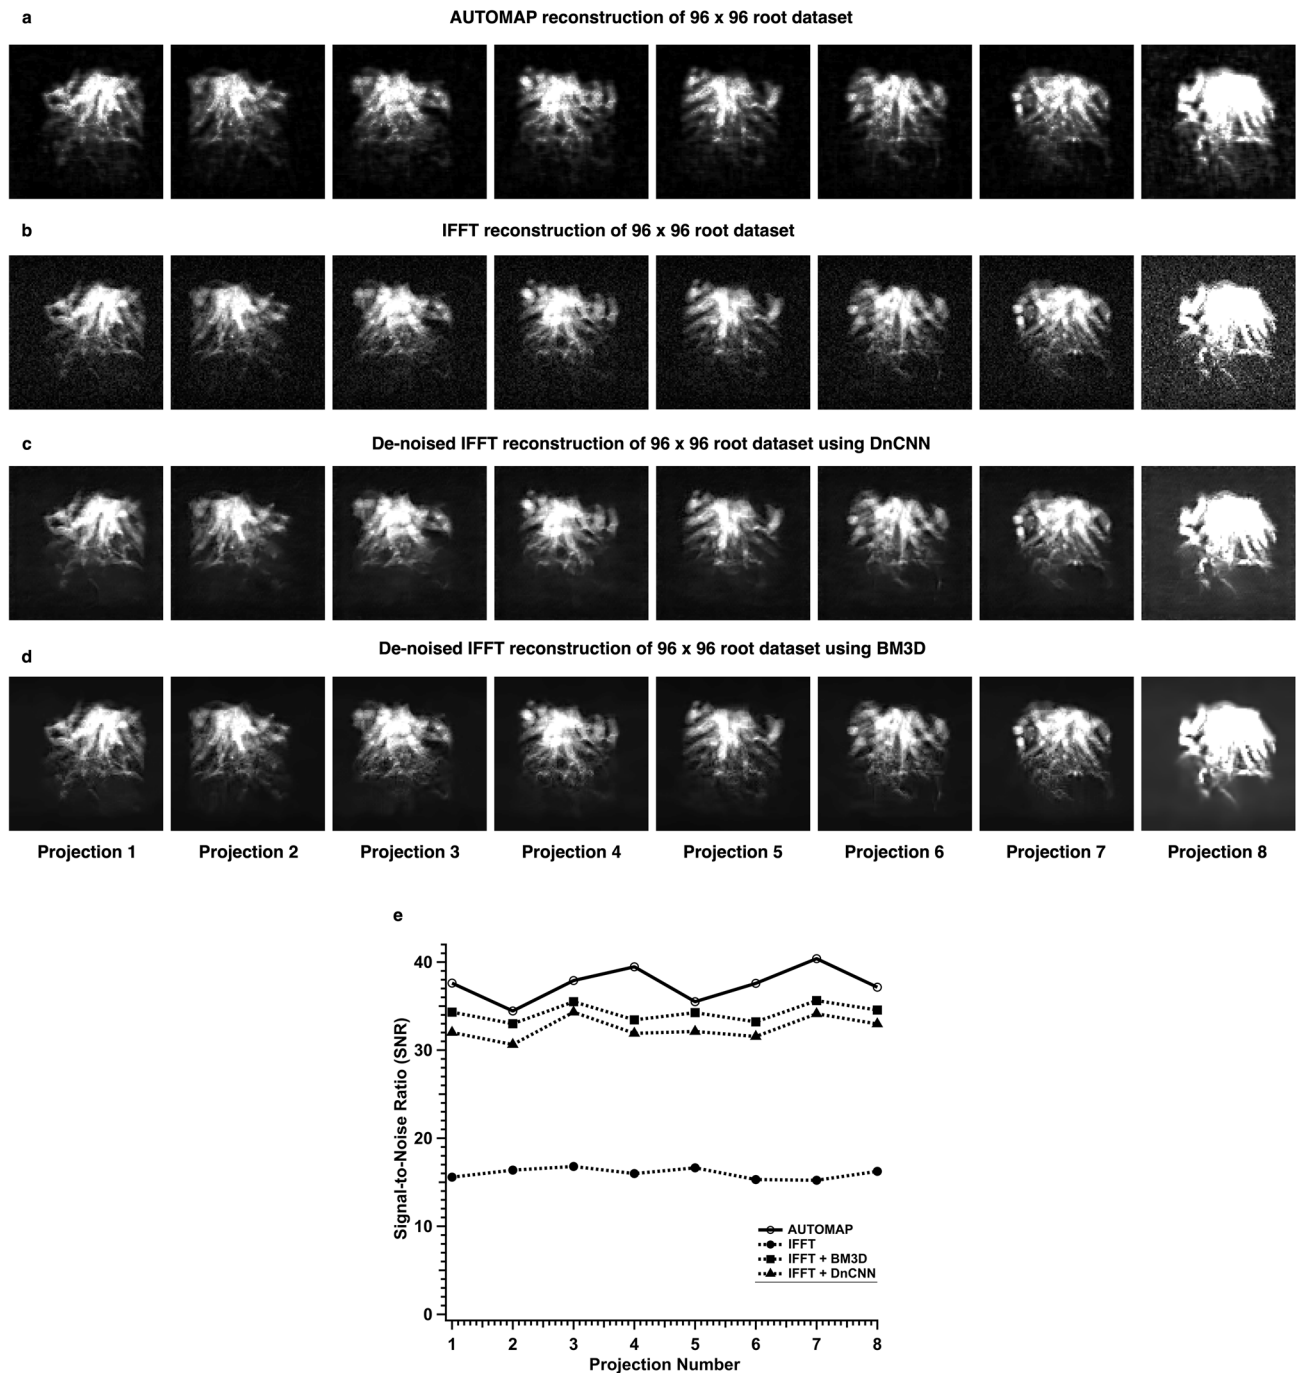 a
AUTOMAP reconstruction of 96 x 96 root dataset
b
IFFT reconstruction of 96 x 96 root dataset
c
De-noised IFFT reconstruction of 96 x 96 root dataset using DnCNN
d
De-noised IFFT reconstruction of 96 x 96 root dataset using BM3D
Projection 1
Projection 2
Projection 3
Projection 4
Projection 5
Projection 6
Projection 7
Projection 8
e
Signal-to-Noise Ratio (SNR)
40
30
20
10
0
AUTOMAP
IFFT
IFFT + BM3D
IFFT + DnCNN
1 2 3 4 5 6 7 8
Projection Number